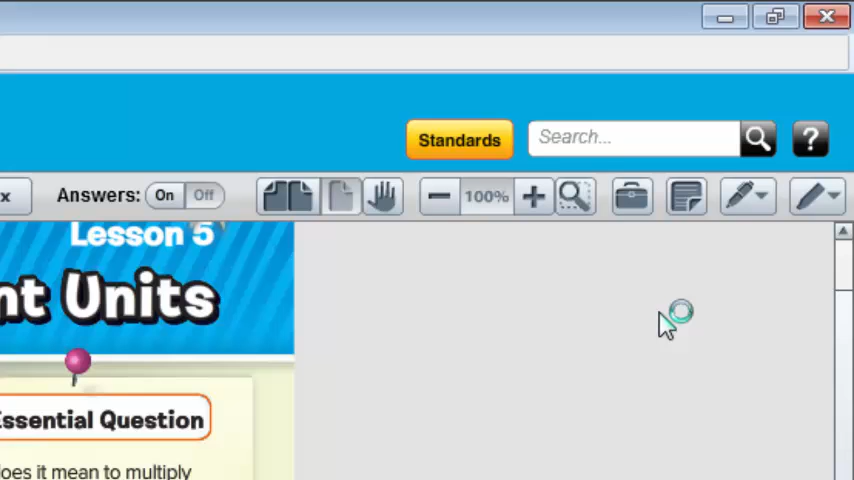 Standards
Search...
?
x
Answers: On Off
100%
Lesson 5
nt Units
Essential Question
oes it mean to multiply